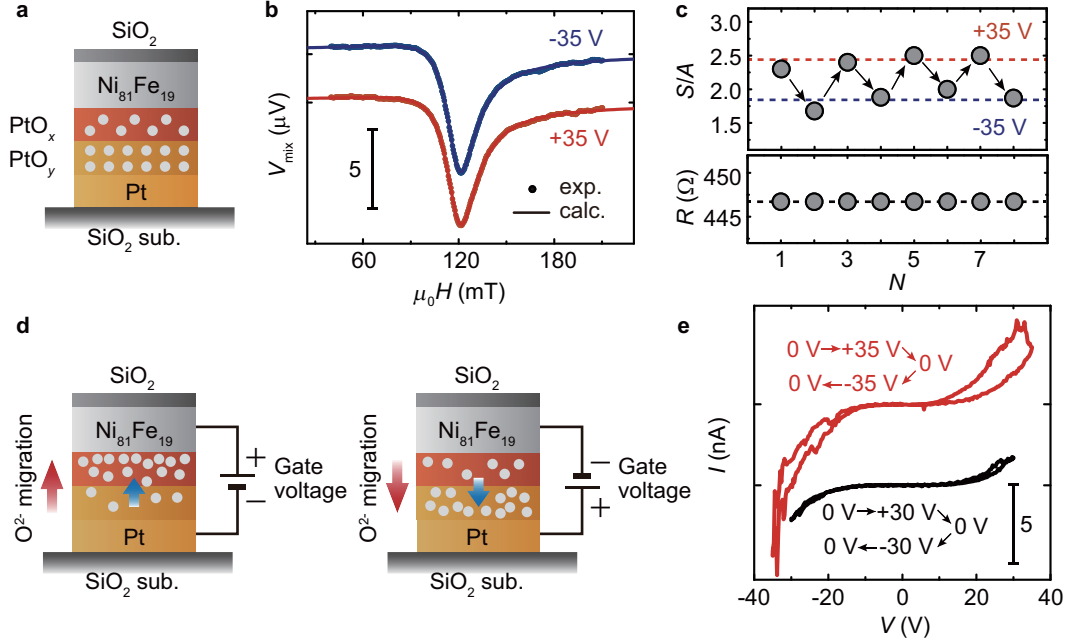 a
SiO2
Ni81Fe19
PtOx
PtOy
Pt
SiO2 sub.
b
Vmix (μV)
-35 V
+35 V
5
exp.
calc.
60 120 180
μ0H (mT)
c
S/A
3.0
2.5
2.0
1.5
+35 V
-35 V
R (Ω)
450
445
1 3 5 7
N
d
SiO2
O2- migration
Ni81Fe19
+
−
Gate
voltage
Pt
SiO2 sub.
SiO2
O2- migration
Ni81Fe19
−
+
Gate
voltage
Pt
SiO2 sub.
e
I (nA)
0 V→+35 V
0 V
0 V←-35 V
0 V→+30 V
0 V
0 V←-30 V
5
-40 -20 0 20 40
V (V)